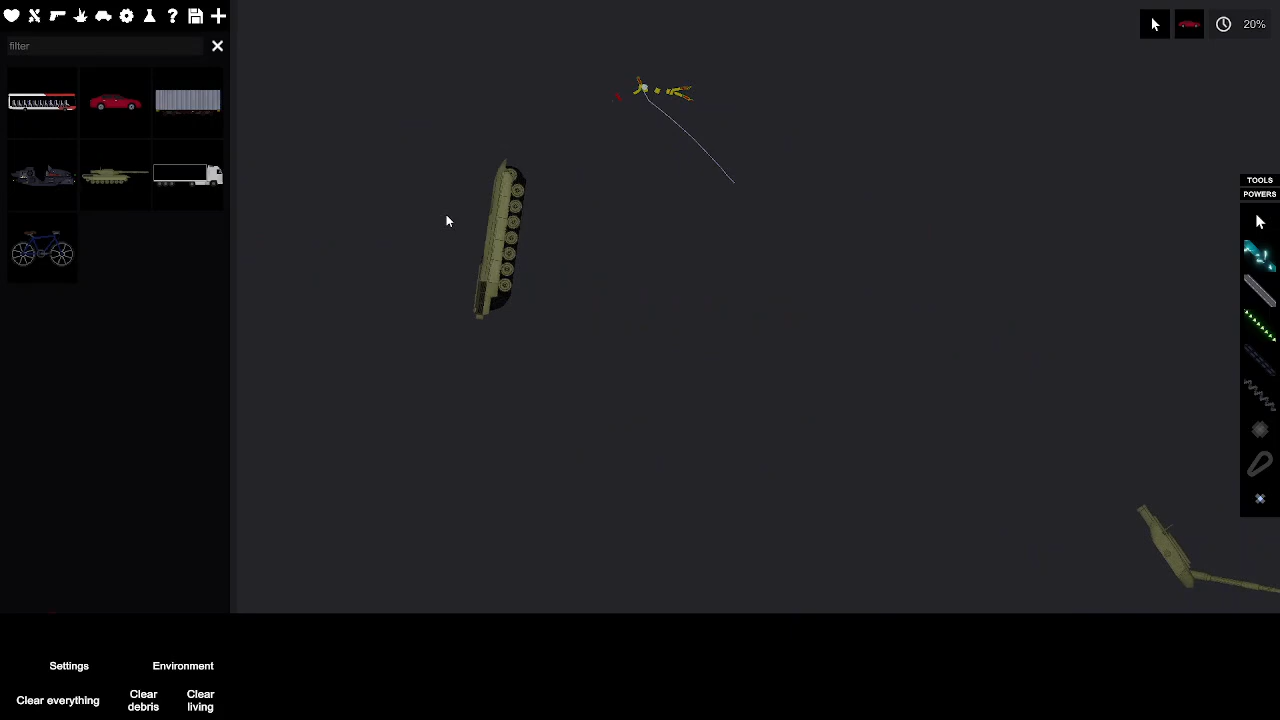 20%
filter
TOOLS
POWERS
Settings
Environment
Clear everything
Clear
debris
Clear
living